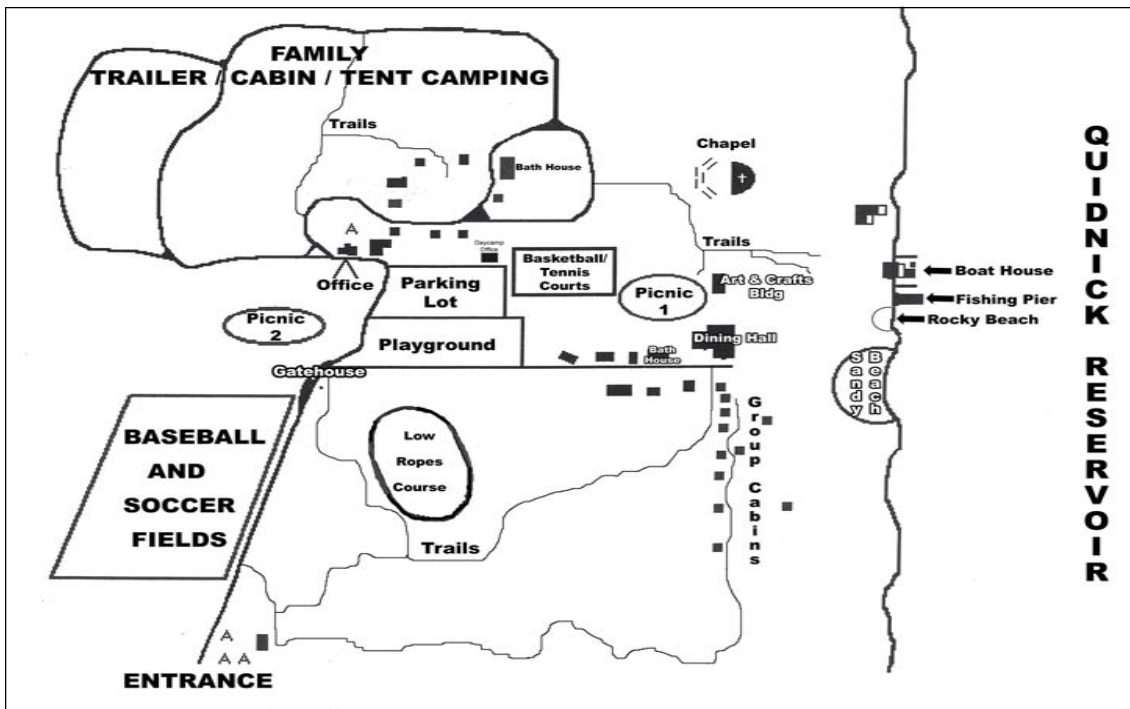 FAMILY
TRAILER / CABIN / TENT CAMPING
Trails
Bath House
Chapel
QUIDNICK RESERVOIR
Office
Daycamp
Office
Basketball/
Tennis
Courts
Trails
Parking
Lot
Picnic
1
Art & Crafts
Bldg
Boat House
Fishing Pier
Rocky Beach
Picnic
2
Playground
Bath
House
Dining Hall
Sandy
Beach
Gatehouse
BASEBALL
AND
SOCCER
FIELDS
Low
Ropes
Course
Group Cabins
Trails
ENTRANCE